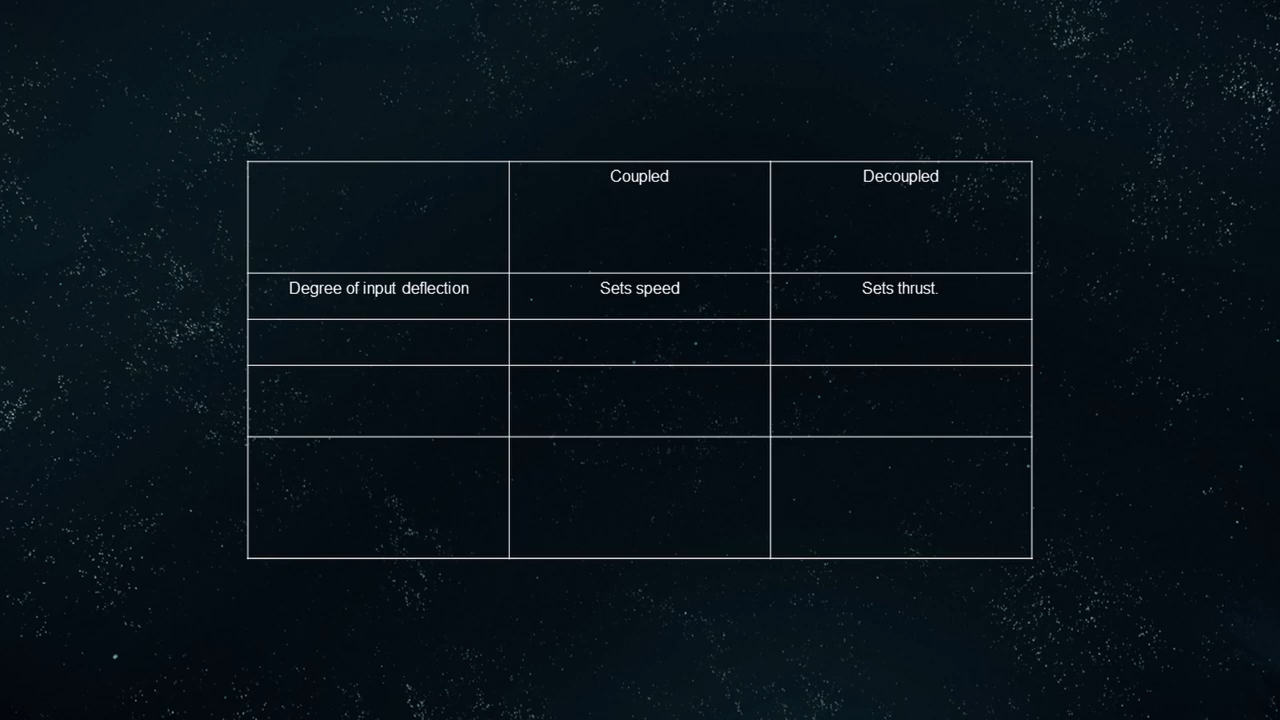 Coupled
Decoupled
Degree of input deflection
Sets speed
Sets thrust.